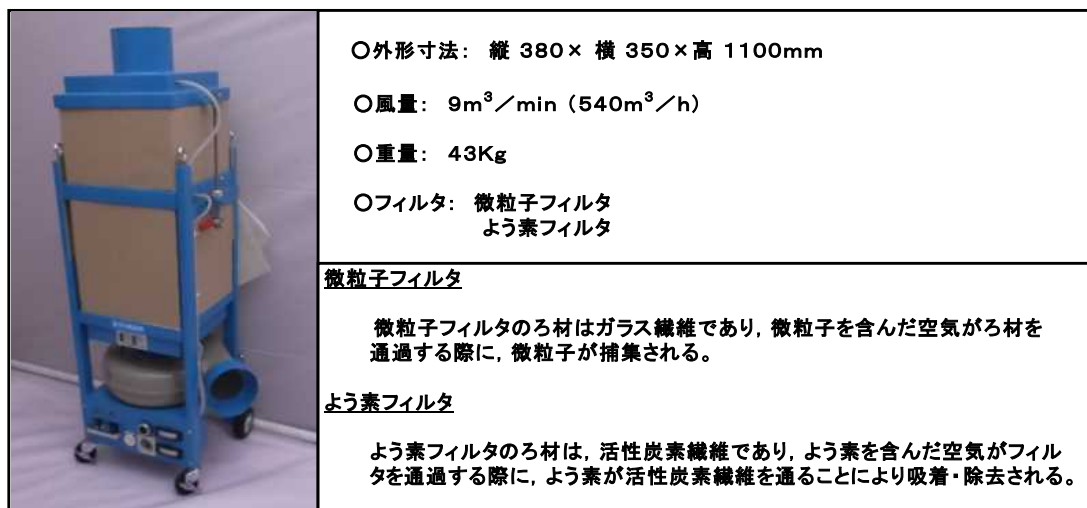 ○外形寸法： 縦 380× 横 350×高 1100mm
○風量： 9m³／min（540m³／h）
○重量： 43Kg
○フィルタ： 微粒子フィルタ
よう素フィルタ
微粒子フィルタ
微粒子フィルタのろ材はガラス繊維であり，微粒子を含んだ空気がろ材を
通過する際に，微粒子が捕集される。
よう素フィルタ
よう素フィルタのろ材は，活性炭素繊維であり，よう素を含んだ空気がフィル
タを通過する際に，よう素が活性炭素繊維を通ることにより吸着・除去される。